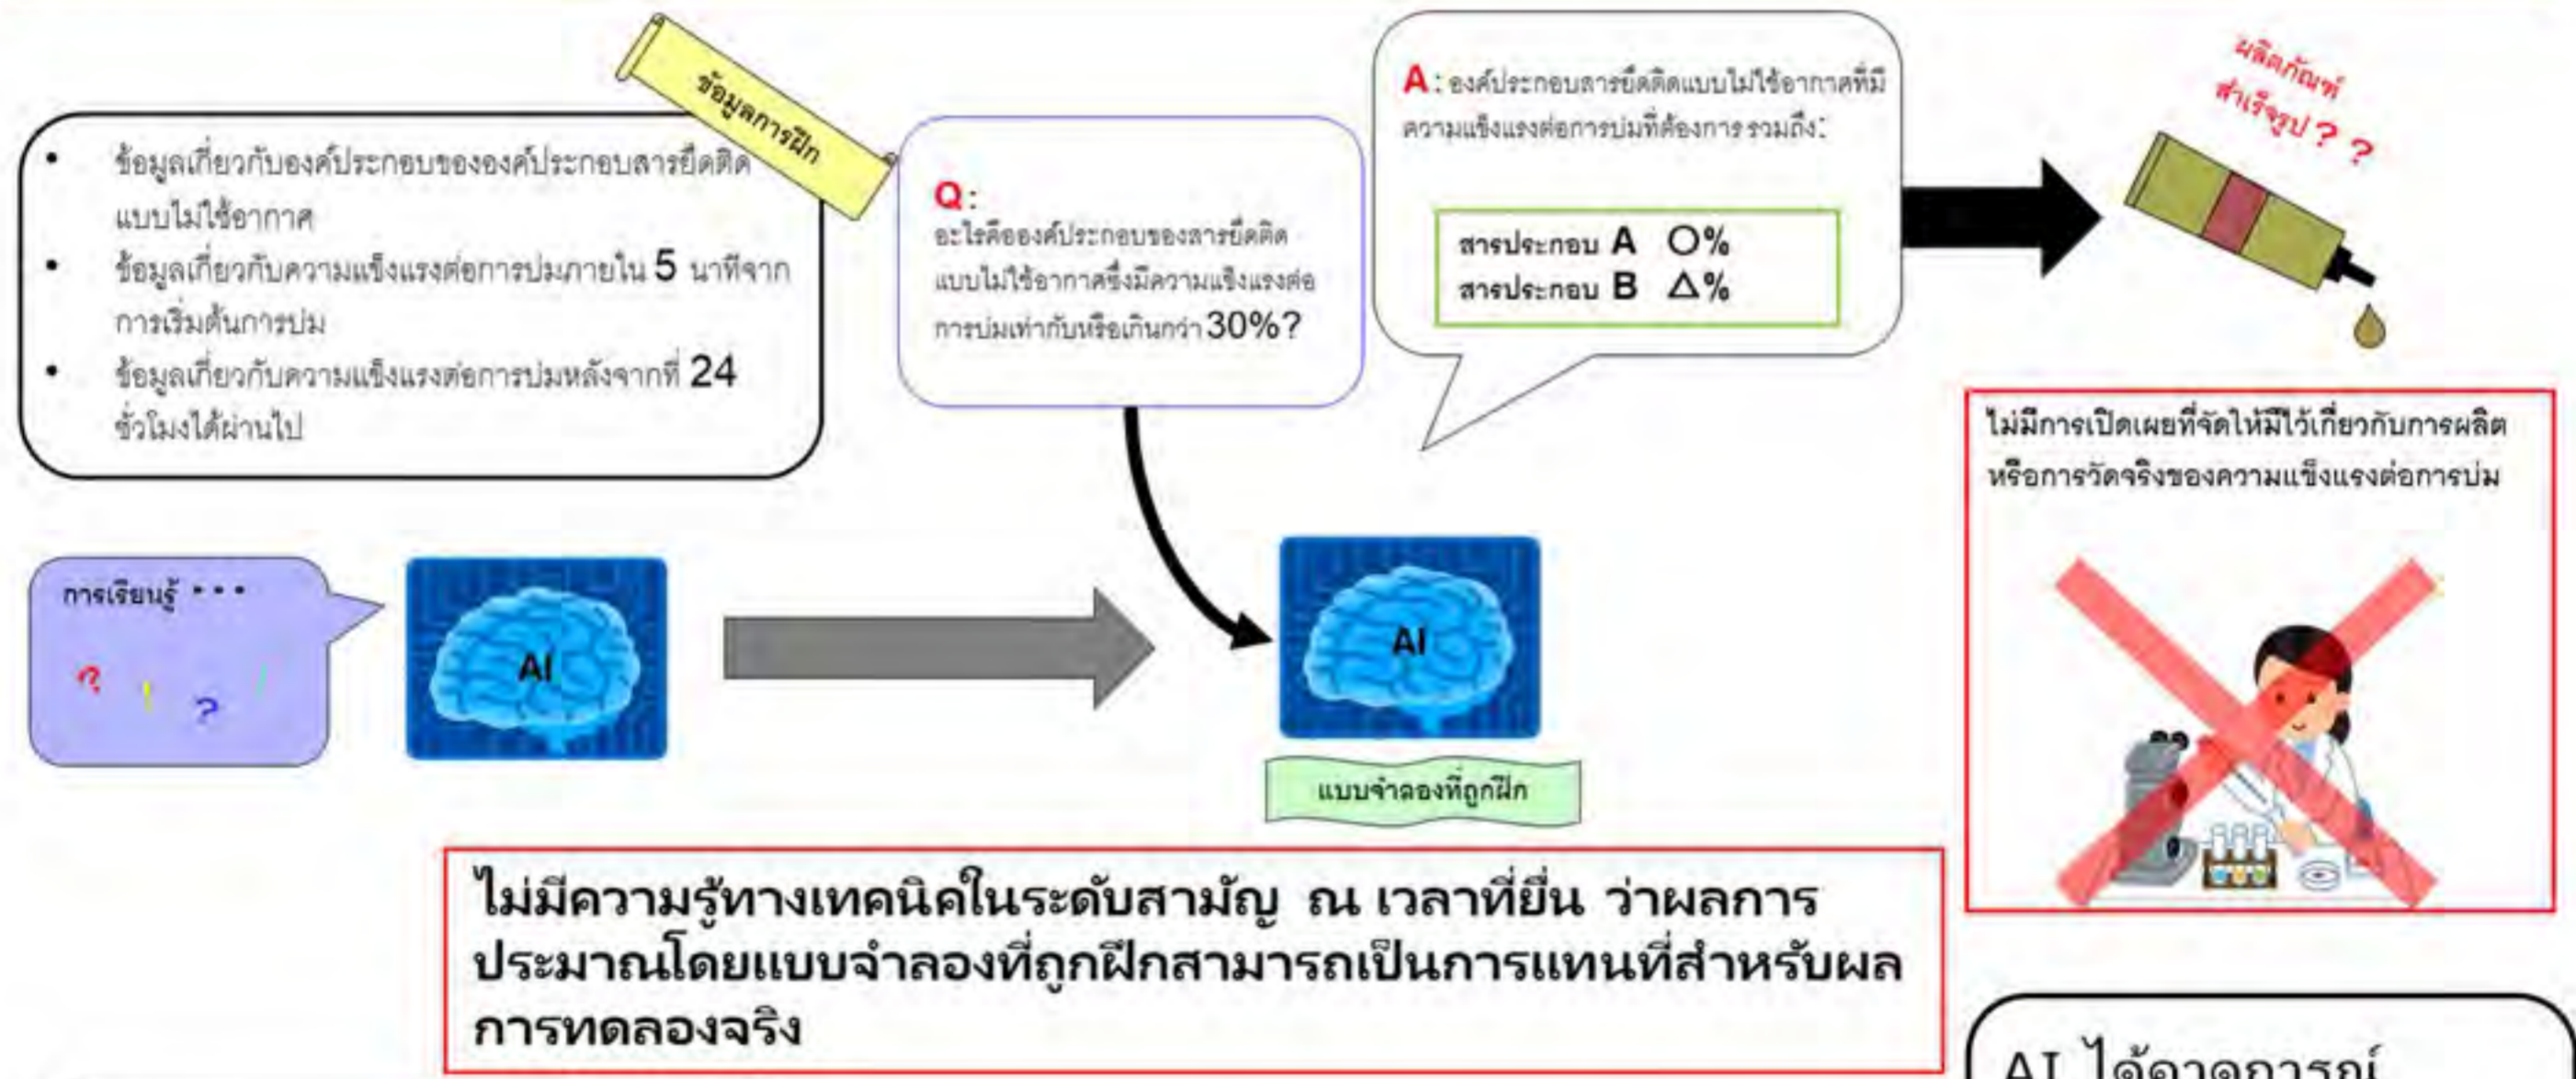 ข้อมูลการฝึก
• ข้อมูลเกี่ยวกับองค์ประกอบขององค์ประกอบสารยึดติด
แบบไม่ใช้อากาศ
• ข้อมูลเกี่ยวกับความแข็งแรงต่อการบ่มภายใน 5 นาทีจาก
การเริ่มต้นการบ่ม
• ข้อมูลเกี่ยวกับความแข็งแรงต่อการบ่มหลังจากที่ 24
ชั่วโมงได้ผ่านไป
Q:
อะไรคือองค์ประกอบของสารยึดติด
แบบไม่ใช้อากาศซึ่งมีความแข็งแรงต่อ
การบ่มเท่ากับหรือเกินกว่า 30%?
A: องค์ประกอบสารยึดติดแบบไม่ใช้อากาศที่มี
ความแข็งแรงต่อการบ่มที่ต้องการ รวมถึง:
สารประกอบ A ○%
สารประกอบ B △%
ผลิตภัณฑ์
สำเร็จรูป ? ?
ไม่มีการเปิดเผยที่จัดให้มีไว้เกี่ยวกับการผลิต
หรือการวัดจริงของความแข็งแรงต่อการบ่ม
การเรียนรู้ • • •
? ! ? !
AI
AI
แบบจำลองที่ถูกฝึก
ไม่มีความรู้ทางเทคนิคในระดับสามัญ ณ เวลาที่ยื่น ว่าผลการ
ประมาณโดยแบบจำลองที่ถูกฝึกสามารถเป็นการแทนที่สำหรับผล
การทดลองจริง
AI ได้คาดการณ์